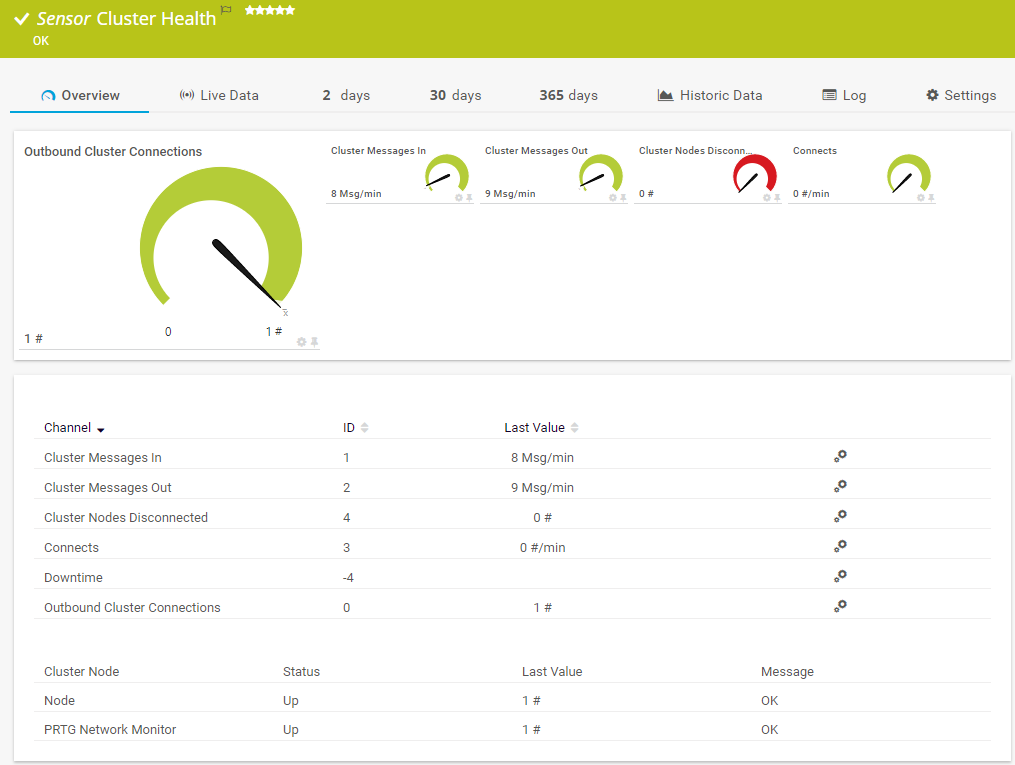 Sensor Cluster Health
OK
Overview Live Data 2 days 30 days 365 days Historic Data Log Settings
Outbound Cluster Connections
0 1 #
x̄
1 #
Cluster Messages In
8 Msg/min
Cluster Messages Out
9 Msg/min
Cluster Nodes Disconn...
0 #
Connects
0 #/min
Channel ID Last Value
Cluster Messages In 1 8 Msg/min
Cluster Messages Out 2 9 Msg/min
Cluster Nodes Disconnected 4 0 #
Connects 3 0 #/min
Downtime -4
Outbound Cluster Connections 0 1 #
Cluster Node Status Last Value Message
Node Up 1 # OK
PRTG Network Monitor Up 1 # OK